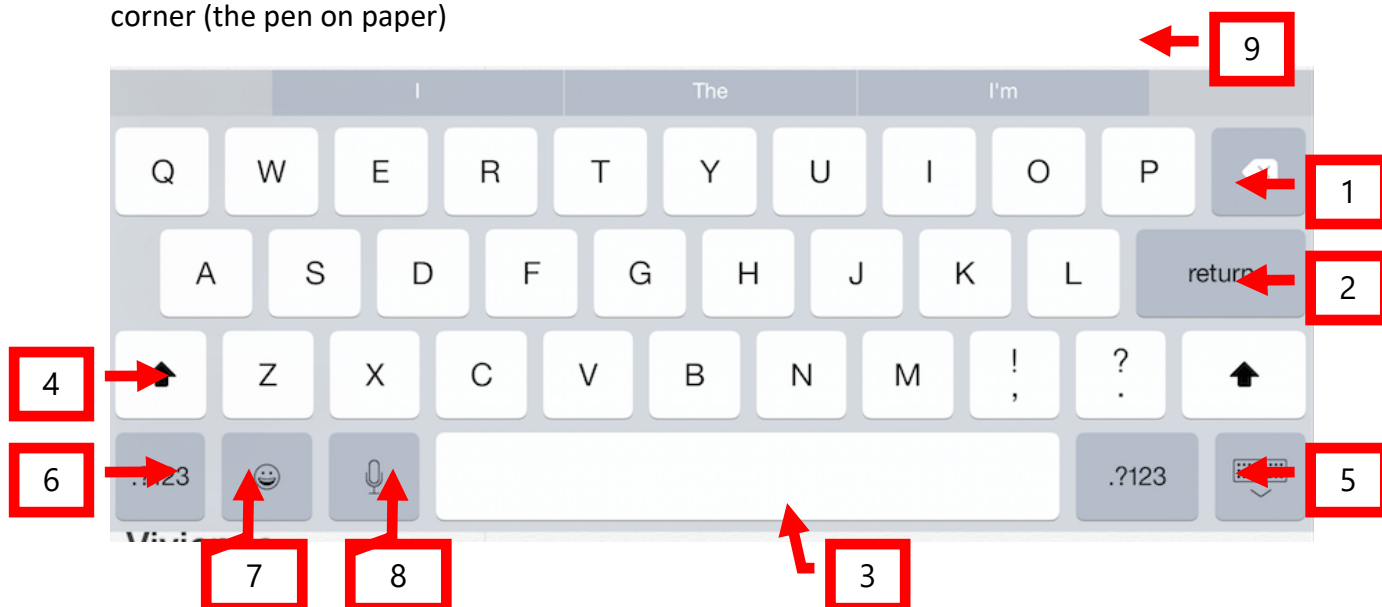 corner (the pen on paper)
9
I The I'm
Q W E R T Y U I O P
1
A S D F G H J K L return
2
4
Z X C V B N M ! , ? .
6
.?123 .?123
5
7 8 3